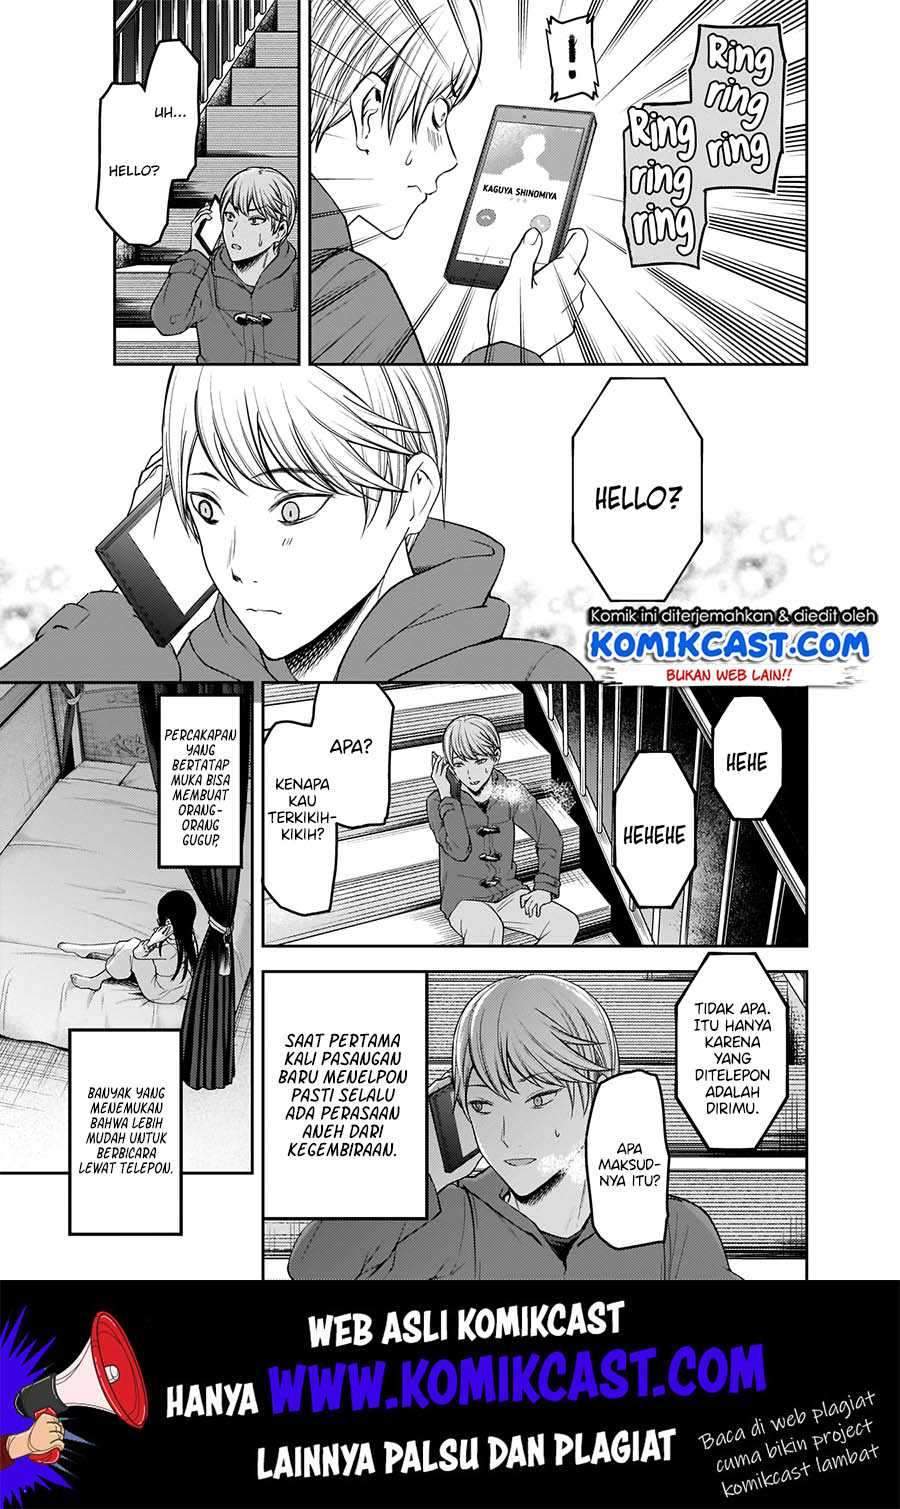 Ring
ring
ring
Ring
ring
ring
!
KAGUYA SHINOMIYA
UH...
HELLO?
HELLO?
Komik ini diterjemahkan & diedit oleh
KOMIKCAST.COM
BUKAN WEB LAIN!!
HEHE
HEHEHE
APA?
KENAPA
KAU
TERKIKIH-
KIKIH?
PERCAKAPAN
YANG
BERTATAP
MUKA BISA
MEMBUAT
ORANG-
ORANG
GUGUP,
BANYAK YANG
MENEMUKAN
BAHWA LEBIH
MUDAH UNTUK
BERBICARA
LEWAT TELEPON.
TIDAK APA.
ITU HANYA
KARENA
YANG
DITELEPON
ADALAH
DIRIMU.
APA
MAKSUD-
NYA ITU?
SAAT PERTAMA
KALI PASANGAN
BARU MENELPON
PASTI SELALU
ADA PERASAAN
ANEH DARI
KEGEMBIRAAN.
WEB ASLI KOMIKCAST
HANYA WWW.KOMIKCAST.COM
LAINNYA PALSU DAN PLAGIAT
Baca di web plagiat
cuma bikin project
komikcast lambat